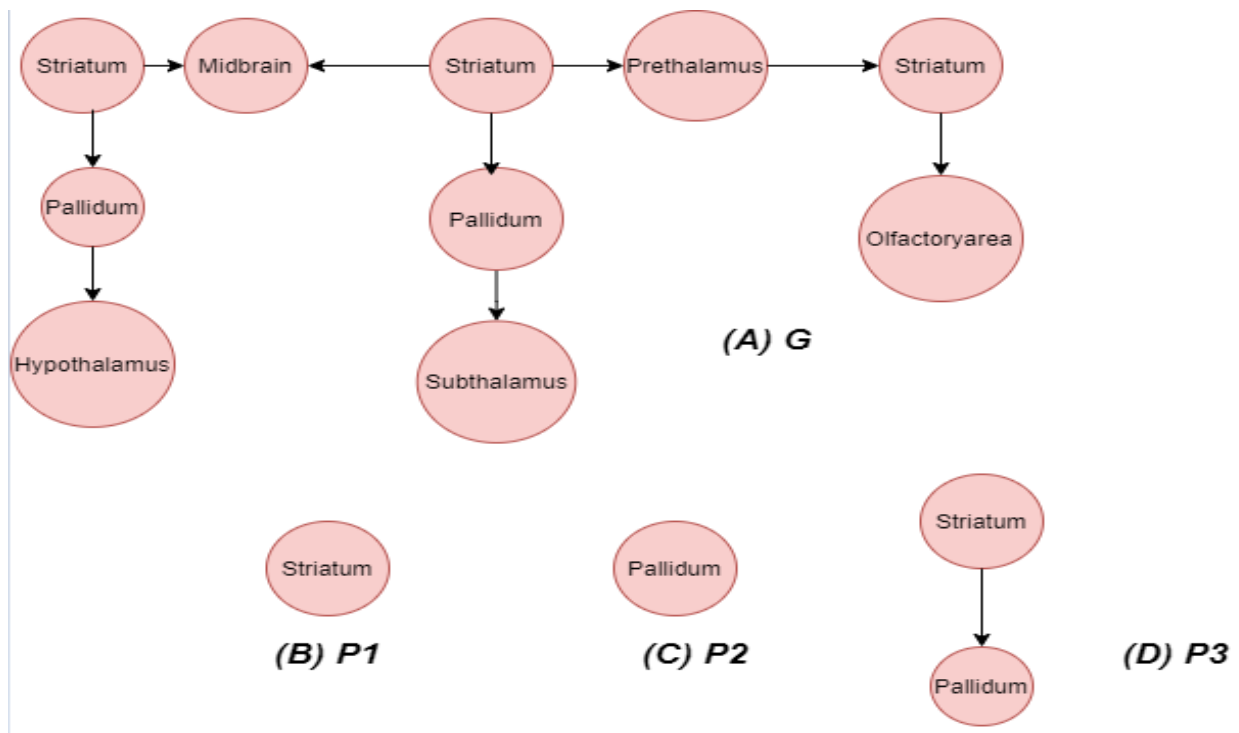 Striatum
Midbrain
Striatum
Prethalamus
Striatum
Pallidum
Pallidum
Olfactoryarea
Hypothalamus
Subthalamus
(A) G
Striatum
Pallidum
Striatum
(B) P1
(C) P2
(D) P3
Pallidum